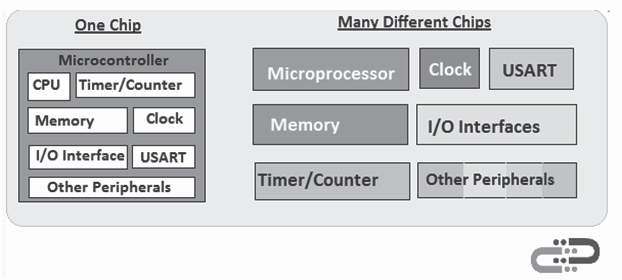 One Chip
Many Different Chips
Microcontroller
CPU
Timer/Counter
Memory
Clock
I/O Interface
USART
Other Peripherals
Microprocessor
Clock
USART
Memory
I/O Interfaces
Timer/Counter
Other Peripherals